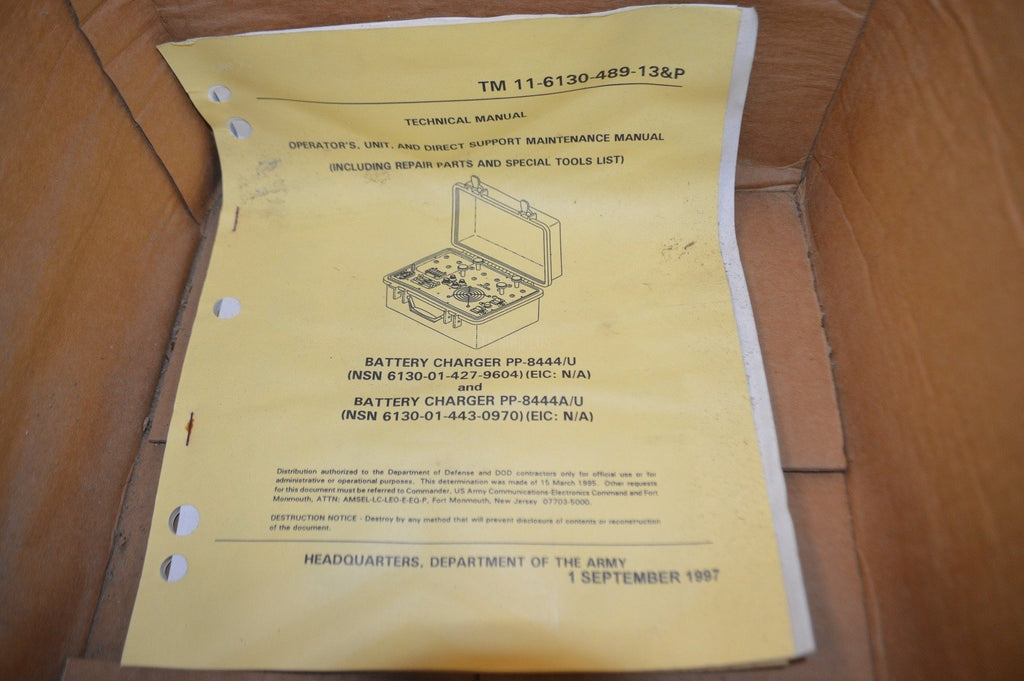 TM 11-6130-489-13&P
TECHNICAL MANUAL
OPERATOR'S, UNIT, AND DIRECT SUPPORT MAINTENANCE MANUAL
(INCLUDING REPAIR PARTS AND SPECIAL TOOLS LIST)
BATTERY CHARGER PP-8444/U
(NSN 6130-01-427-9604) (EIC: N/A)
and
BATTERY CHARGER PP-8444A/U
(NSN 6130-01-443-0970) (EIC: N/A)
Distribution authorized to the Department of Defense and DOD contractors only for official use or for
administrative or operational purposes. This determination was made of 15 March 1995. Other requests
for this document must be referred to Commander, US Army Communications-Electronics Command and Fort
Monmouth, ATTN: AMSEL-LC-LEO-E-EQ-P, Fort Monmouth, New Jersey 07703-5000.
DESTRUCTION NOTICE - Destroy by any method that will prevent disclosure of contents or reconstruction
of the document.
HEADQUARTERS, DEPARTMENT OF THE ARMY
1 SEPTEMBER 1997